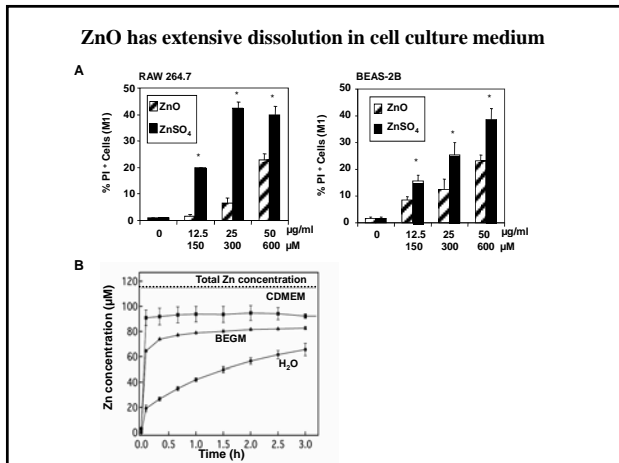 ZnO has extensive dissolution in cell culture medium
A
RAW 264.7
% PI + Cells (M1)
50
40
30
20
10
0
ZnO
ZnSO4
*
*
*
0 12.5 25 50 µg/ml
150 300 600 µM
BEAS-2B
% PI + Cells (M1)
50
40
30
20
10
0
ZnO
ZnSO4
*
*
*
0 12.5 25 50 µg/ml
150 300 600 µM
B
Zn concentration (µM)
120
100
80
60
40
20
0
Total Zn concentration
CDMEM
BEGM
H2O
0.0 0.5 1.0 1.5 2.0 2.5 3.0
Time (h)